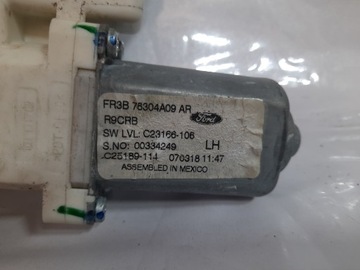 FR3B 76304A09 AR
Ford
R9CRB
SW LVL: C23166-106
S.NO: 00334249 LH
C25189-114 070318 11:47
ASSEMBLED IN MEXICO